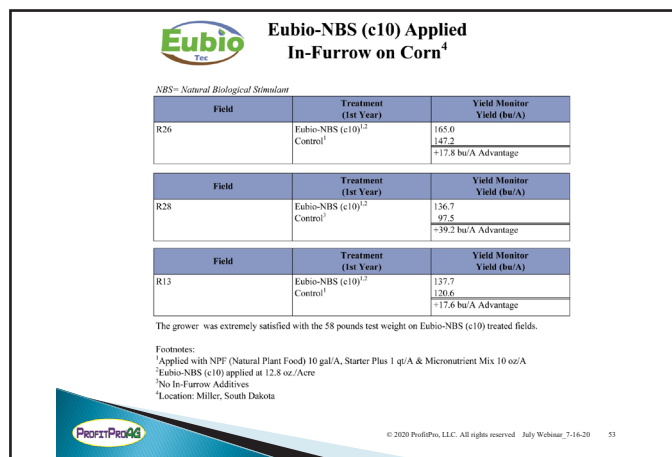 Eubio
Tec
Eubio-NBS (c10) Applied
In-Furrow on Corn4
NBS= Natural Biological Stimulant
Field Treatment (1st Year) Yield Monitor Yield (bu/A)
R26 Eubio-NBS (c10)1,2 165.0
Control1 147.2
+17.8 bu/A Advantage
Field Treatment (1st Year) Yield Monitor Yield (bu/A)
R28 Eubio-NBS (c10)1,2 136.7
Control3 97.5
+39.2 bu/A Advantage
Field Treatment (1st Year) Yield Monitor Yield (bu/A)
R13 Eubio-NBS (c10)1,2 137.7
Control1 120.6
+17.6 bu/A Advantage
The grower was extremely satisfied with the 58 pounds test weight on Eubio-NBS (c10) treated fields.
Footnotes:
1Applied with NPF (Natural Plant Food) 10 gal/A, Starter Plus 1 qt/A & Micronutrient Mix 10 oz/A
2Eubio-NBS (c10) applied at 12.8 oz./Acre
3No In-Furrow Additives
4Location: Miller, South Dakota
PROFITPROAG
© 2020 ProfitPro, LLC. All rights reserved July Webinar_7-16-20 53